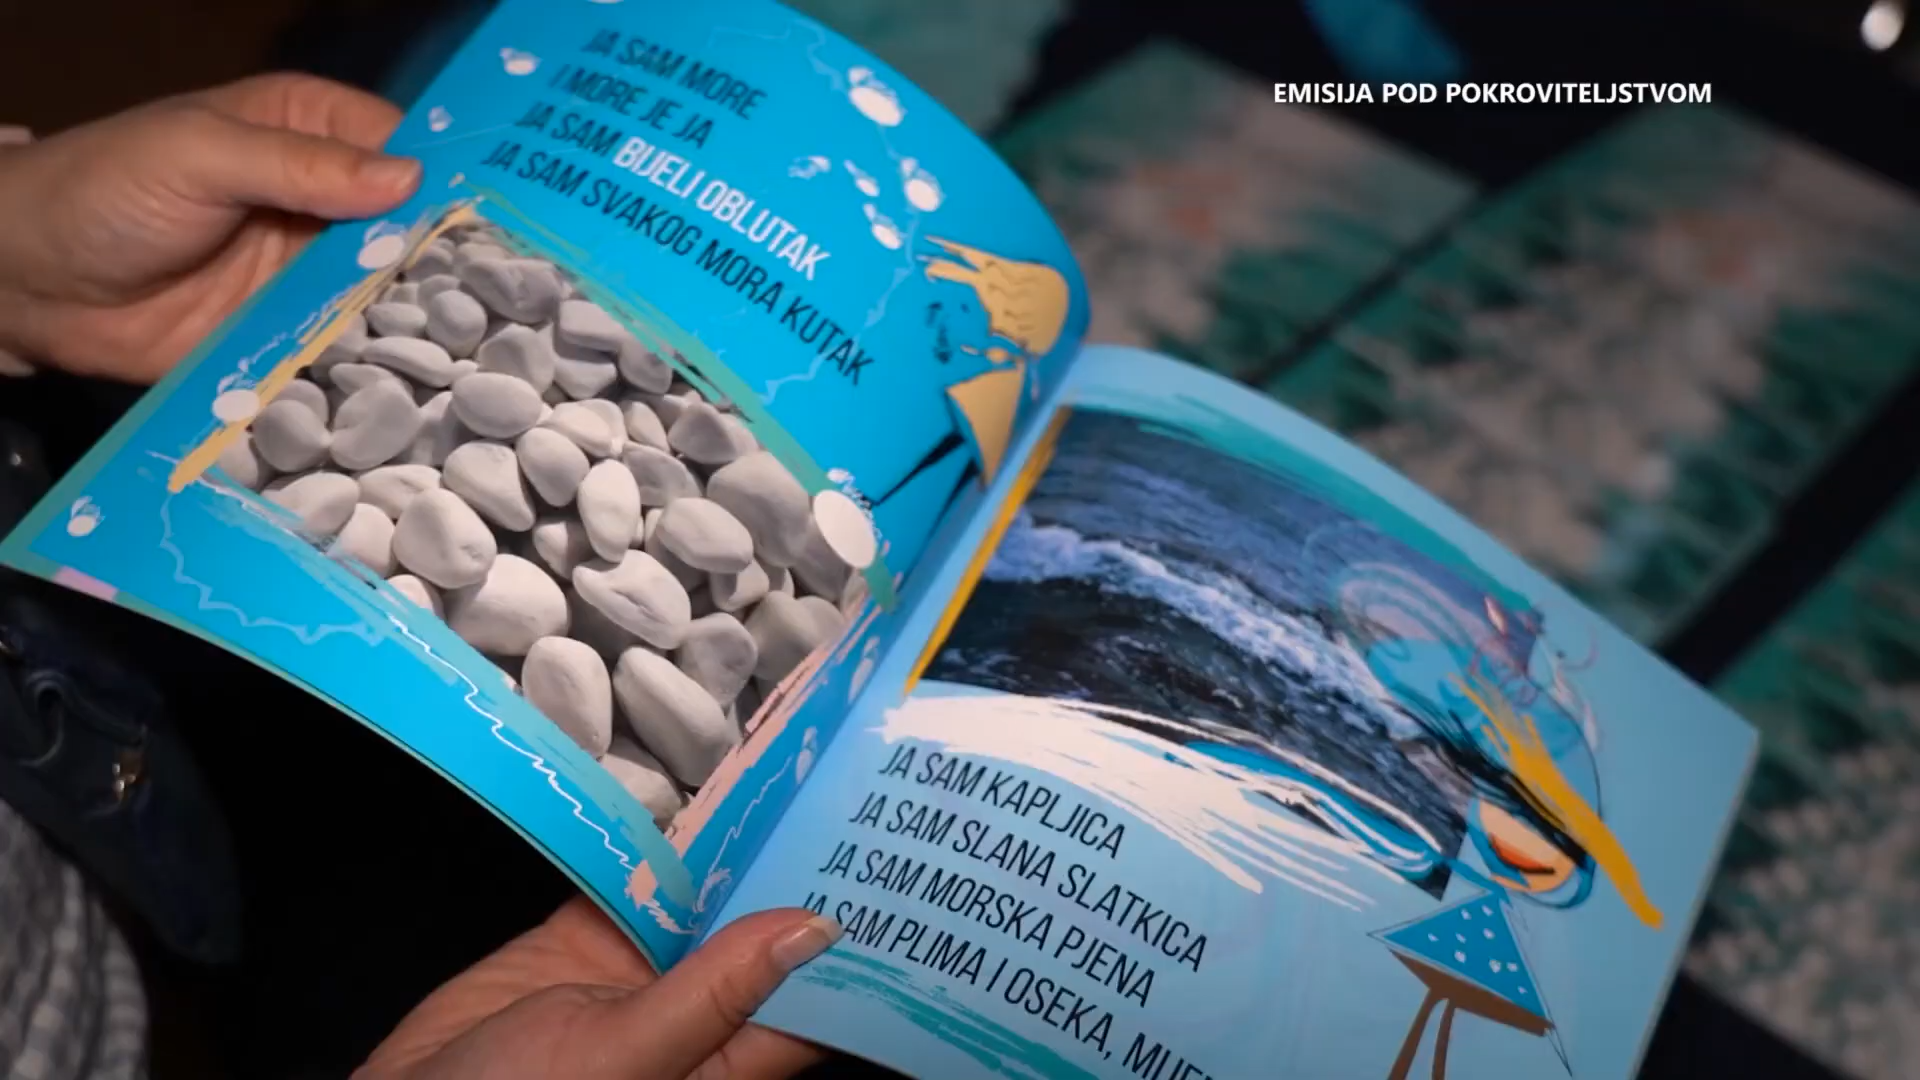 EMISIJA POD POKROVITELJSTVOM
JA SAM MORE
I MORE JE JA
JA SAM BIJELI OBLUTAK
JA SAM SVAKOG MORA KUTAK
JA SAM KAPLJICA
JA SAM SLANA SLATKICA
JA SAM MORSKA PJENA
JA SAM PLIMA I OSEKA,